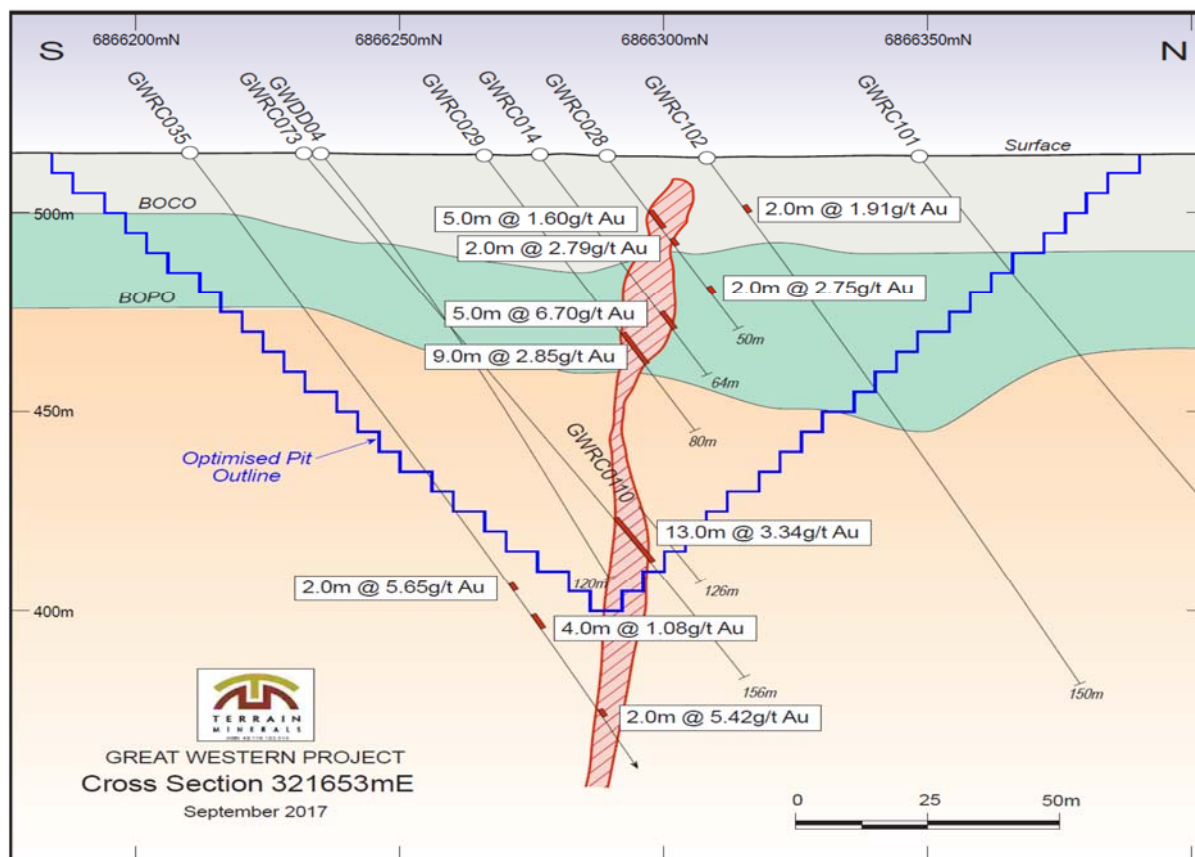 S
N
6866200mN
6866250mN
6866300mN
6866350mN
GWRC035
GWRC073
GWDD04
GWRC029
GWRC014
GWRC028
GWRC102
GWRC101
Surface
500m
BOCO
5.0m @ 1.60g/t Au
2.0m @ 1.91g/t Au
2.0m @ 2.79g/t Au
2.0m @ 2.75g/t Au
BOPO
5.0m @ 6.70g/t Au
50m
9.0m @ 2.85g/t Au
64m
450m
80m
Optimised Pit
Outline
GWRC0110
13.0m @ 3.34g/t Au
120m
126m
2.0m @ 5.65g/t Au
400m
4.0m @ 1.08g/t Au
156m
150m
2.0m @ 5.42g/t Au
TERRAIN
MINERALS
GREAT WESTERN PROJECT
Cross Section 321653mE
September 2017
0
25
50m